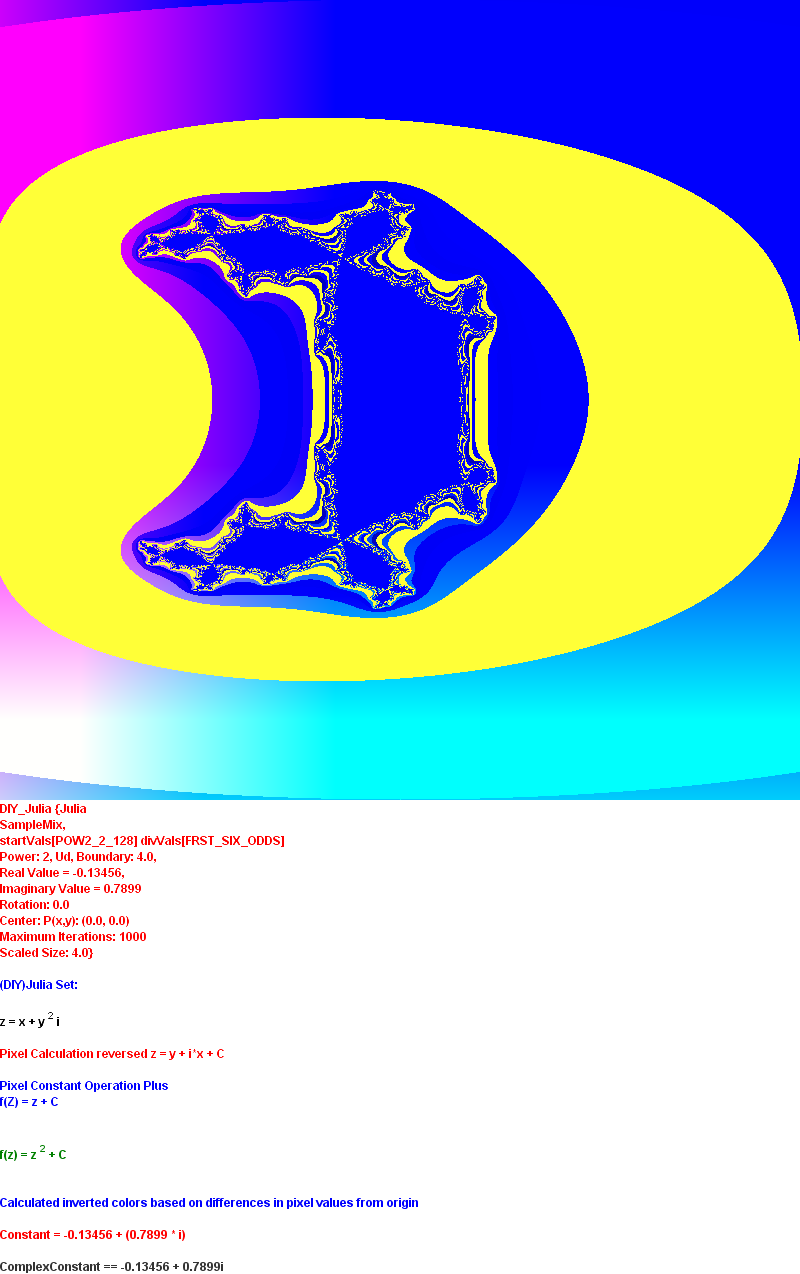 DIY_Julia {Julia
SampleMix,
startVals[POW2_2_128] divVals[FRST_SIX_ODDS]
Power: 2, Ud, Boundary: 4.0,
Real Value = -0.13456,
Imaginary Value = 0.7899
Rotation: 0.0
Center: P(x,y): (0.0, 0.0)
Maximum Iterations: 1000
Scaled Size: 4.0}
(DIY)Julia Set:
z = x + y 2 i
Pixel Calculation reversed z = y + i*x + C
Pixel Constant Operation Plus
f(Z) = z + C
f(z) = z 2 + C
Calculated inverted colors based on differences in pixel values from origin
Constant = -0.13456 + (0.7899 * i)
ComplexConstant == -0.13456 + 0.7899i